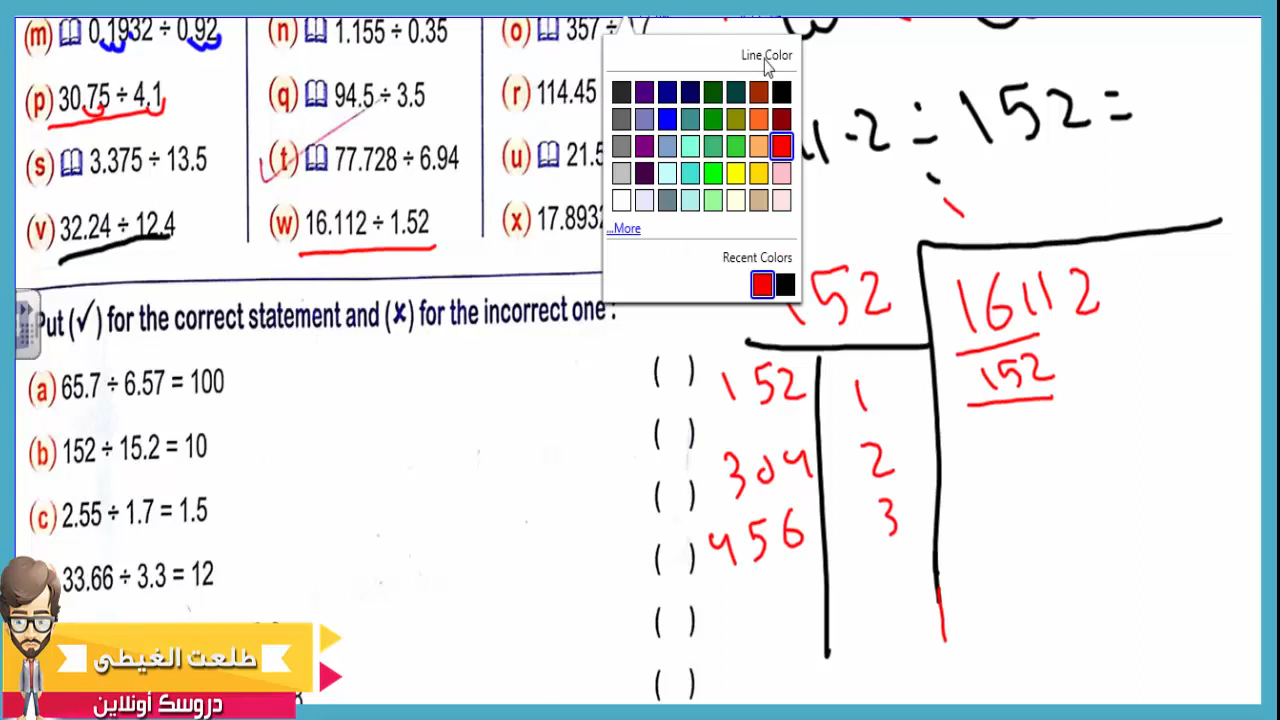 (m) 0.1932 ÷ 0.92 (n) 1.155 ÷ 0.35 (o) 357 ÷
(p) 30.75 ÷ 4.1 (q) 94.5 ÷ 3.5 (r) 114.45
(s) 3.375 ÷ 13.5 (t) 77.728 ÷ 6.94 (u) 21.5
(v) 32.24 ÷ 12.4 (w) 16.112 ÷ 1.52 (x) 17.8932
Line Color
...More
Recent Colors
11.2 ÷ 152 =
152 16112
152
152 1
304 2
456 3
Put (✓) for the correct statement and (✗) for the incorrect one :
(a) 65.7 ÷ 6.57 = 100 ( )
(b) 152 ÷ 15.2 = 10 ( )
(c) 2.55 ÷ 1.7 = 1.5 ( )
33.66 ÷ 3.3 = 12 ( )
( )
( )
طلعت الغيطى
دروسك أونلاين